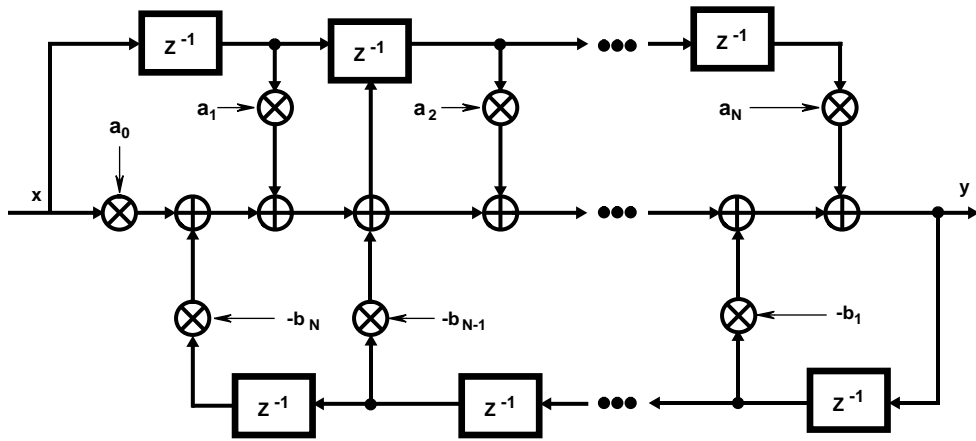 Z⁻¹
Z⁻¹
Z⁻¹
a₁
a₂
a_N
a₀
x
y
-b_N
-b_{N-1}
-b₁
Z⁻¹
Z⁻¹
Z⁻¹